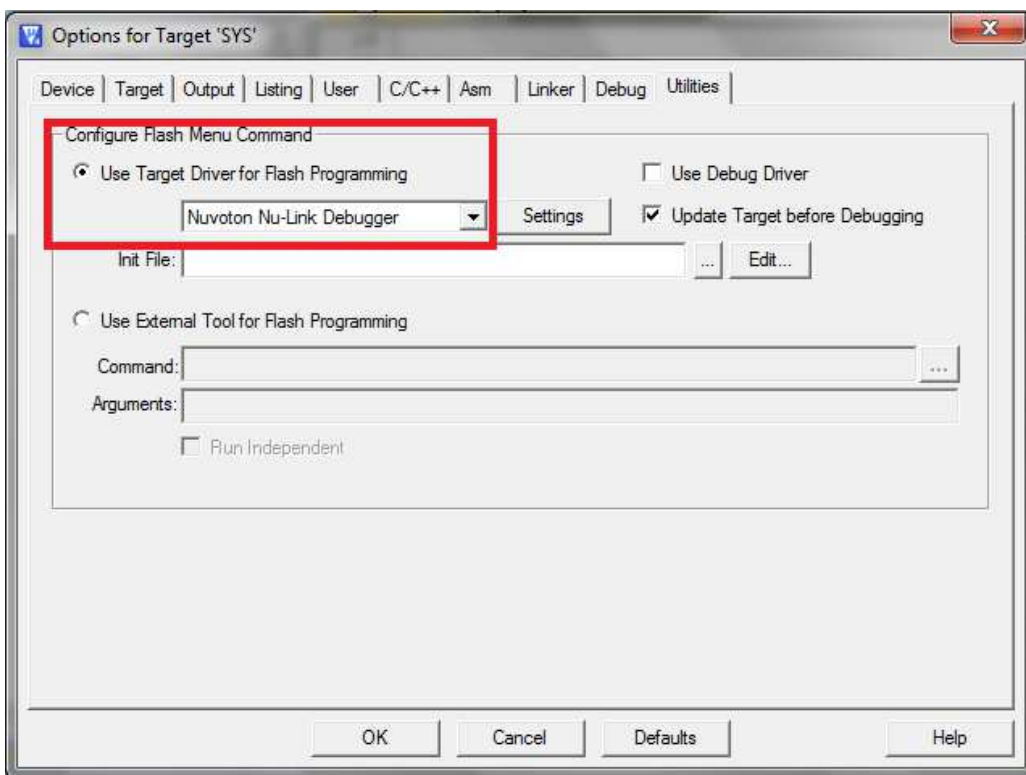 Options for Target 'SYS'
Device Target Output Listing User C/C++ Asm Linker Debug Utilities
Configure Flash Menu Command
Use Target Driver for Flash Programming Use Debug Driver
Nuvoton Nu-Link Debugger Settings Update Target before Debugging
Init File: ... Edit...
Use External Tool for Flash Programming
Command: ...
Arguments:
Run Independent
OK Cancel Defaults Help